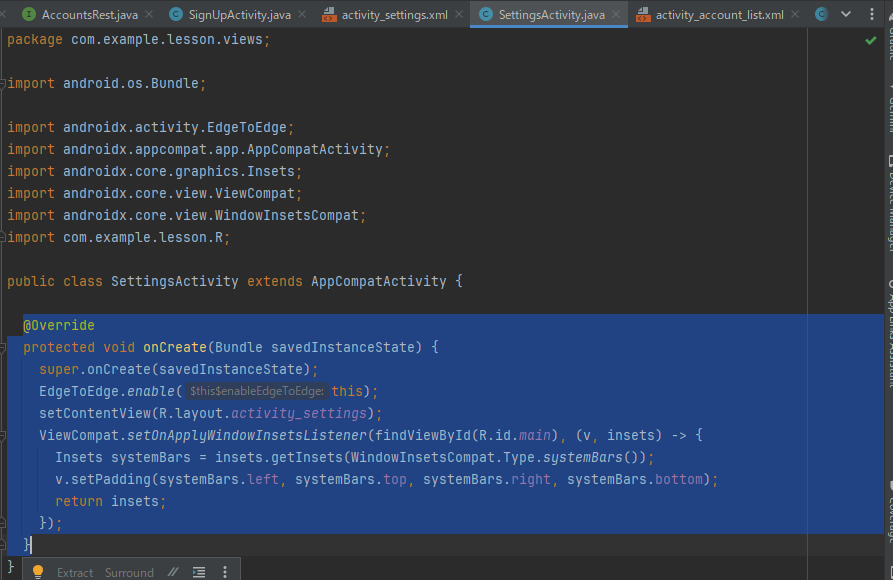 AccountsRest.java SignUpActivity.java activity_settings.xml SettingsActivity.java activity_account_list.xml
package com.example.lesson.views;
import android.os.Bundle;
import androidx.activity.EdgeToEdge;
import androidx.appcompat.app.AppCompatActivity;
import androidx.core.graphics.Insets;
import androidx.core.view.ViewCompat;
import androidx.core.view.WindowInsetsCompat;
import com.example.lesson.R;
public class SettingsActivity extends AppCompatActivity {
@Override
protected void onCreate(Bundle savedInstanceState) {
super.onCreate(savedInstanceState);
EdgeToEdge.enable( $this$enableEdgeToEdge: this);
setContentView(R.layout.activity_settings);
ViewCompat.setOnApplyWindowInsetsListener(findViewById(R.id.main), (v, insets) -> {
Insets systemBars = insets.getInsets(WindowInsetsCompat.Type.systemBars());
v.setPadding(systemBars.left, systemBars.top, systemBars.right, systemBars.bottom);
return insets;
});
}
}
Extract Surround //